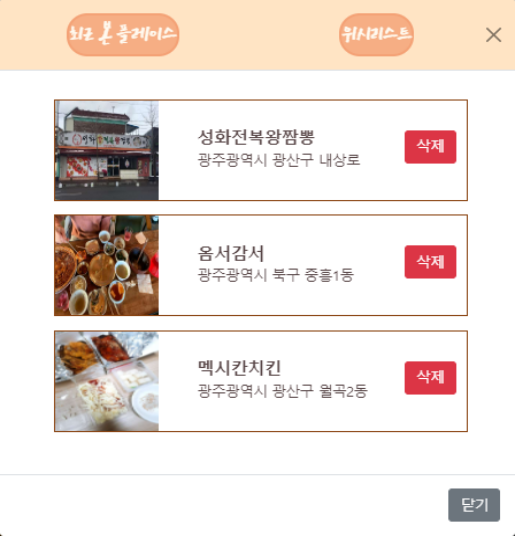 최근 본 플레이스
위시리스트
성화전복왕짬뽕
광주광역시 광산구 내상로
삭제
옴서감서
광주광역시 북구 중흥1동
삭제
멕시칸치킨
광주광역시 광산구 월곡2동
삭제
닫기